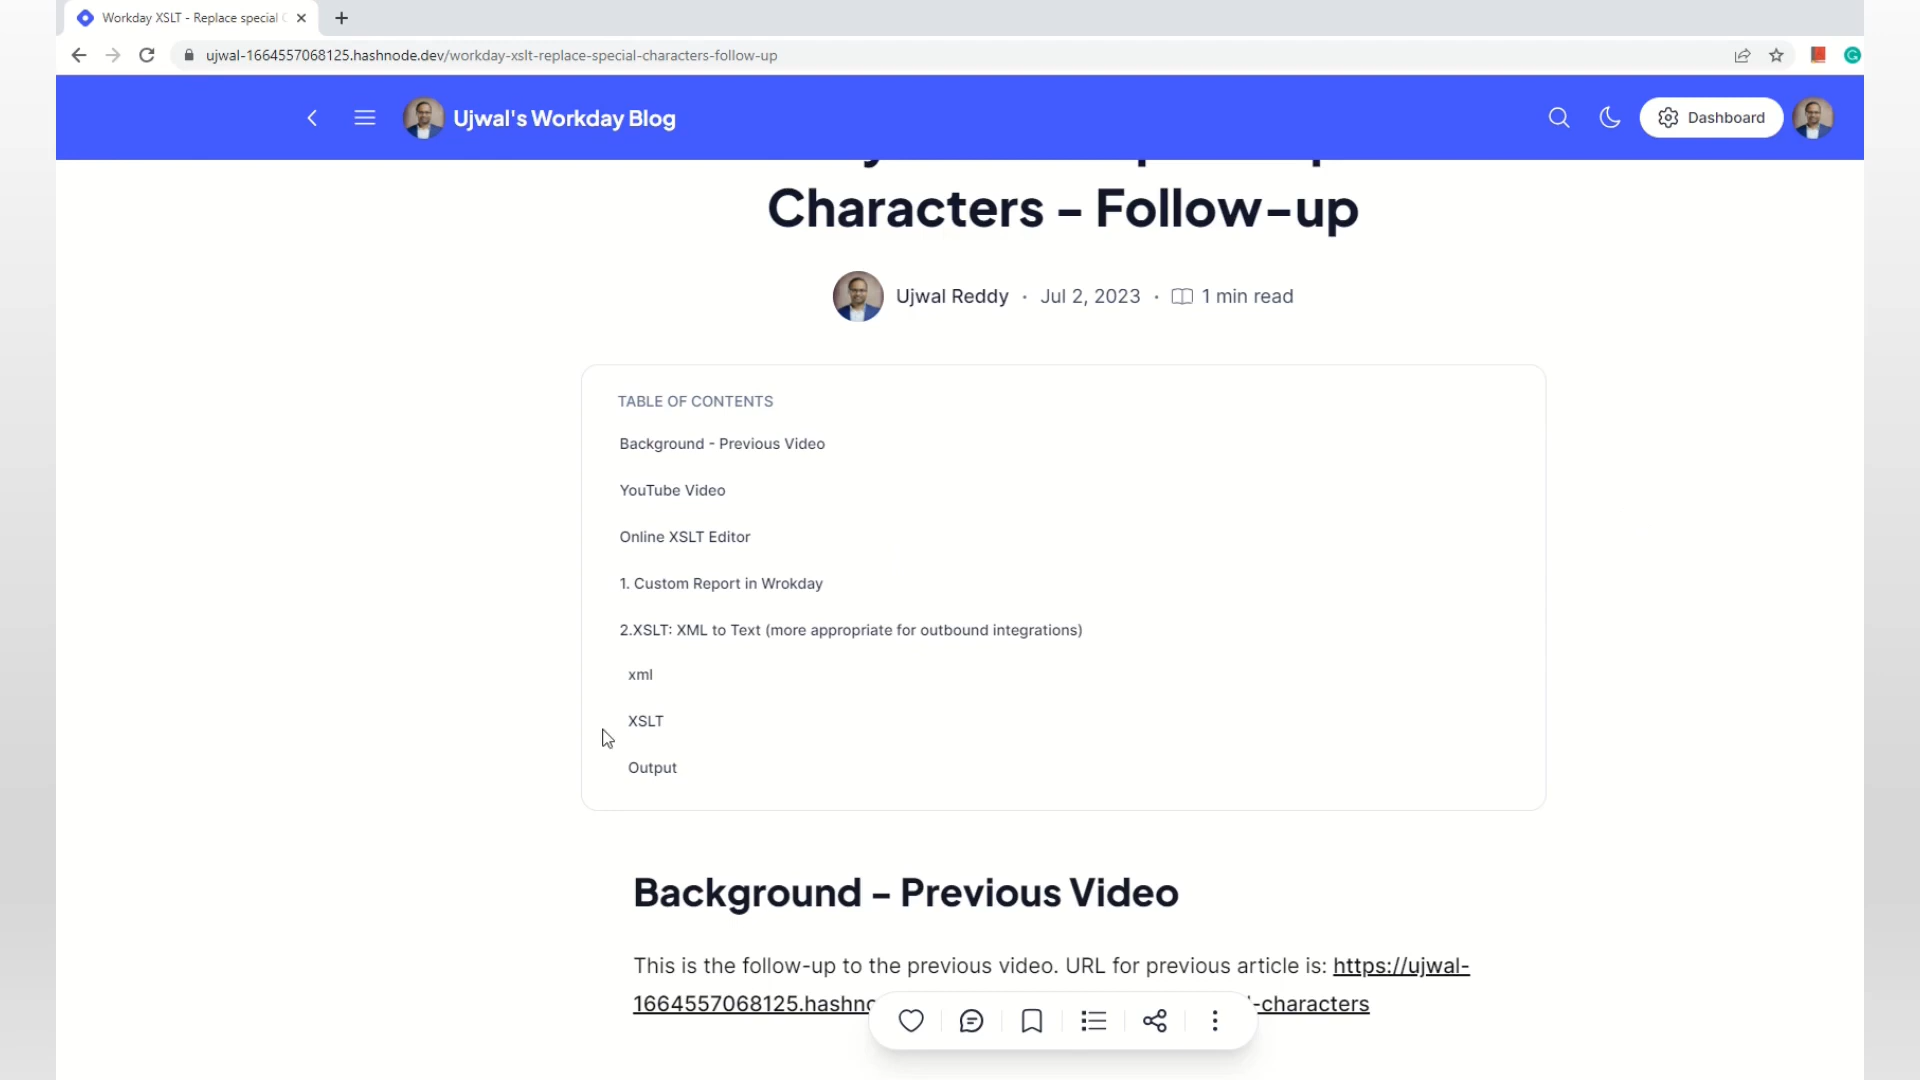 Workday XSLT - Replace special
ujwal-1664557068125.hashnode.dev/workday-xslt-replace-special-characters-follow-up
Ujwal's Workday Blog
Dashboard
Characters – Follow-up
Ujwal Reddy · Jul 2, 2023 · 1 min read
TABLE OF CONTENTS
Background - Previous Video
YouTube Video
Online XSLT Editor
1. Custom Report in Wrokday
2.XSLT: XML to Text (more appropriate for outbound integrations)
xml
XSLT
Output
Background – Previous Video
This is the follow-up to the previous video. URL for previous article is: https://ujwal-
1664557068125.hashno -characters